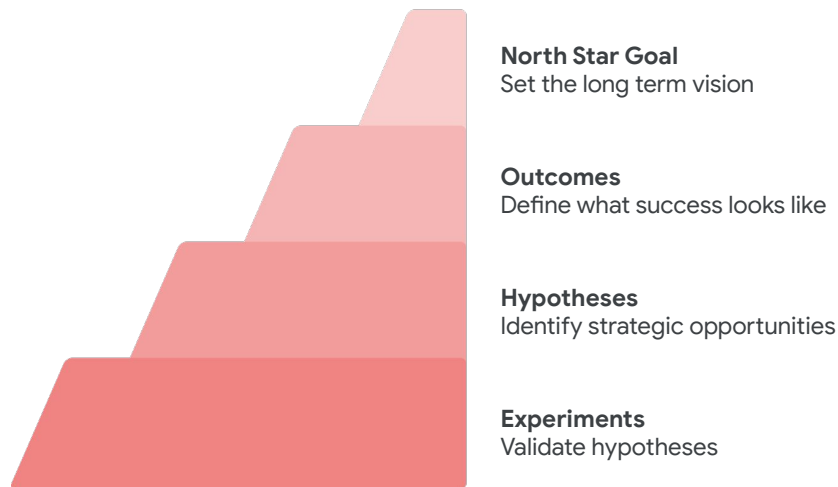 North Star Goal
Set the long term vision
Outcomes
Define what success looks like
Hypotheses
Identify strategic opportunities
Experiments
Validate hypotheses